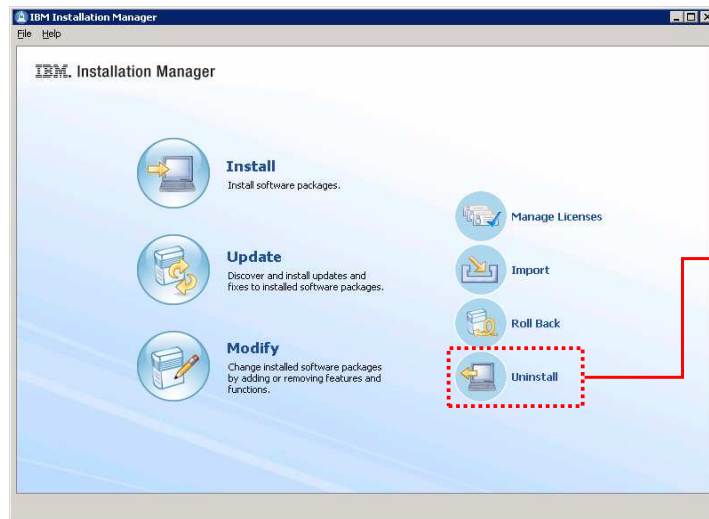 IBM Installation Manager
File Help
IBM. Installation Manager
Install
Install software packages.
Update
Discover and install updates and
fixes to installed software packages.
Modify
Change installed software packages
by adding or removing features and
functions.
Manage Licenses
Import
Roll Back
Uninstall